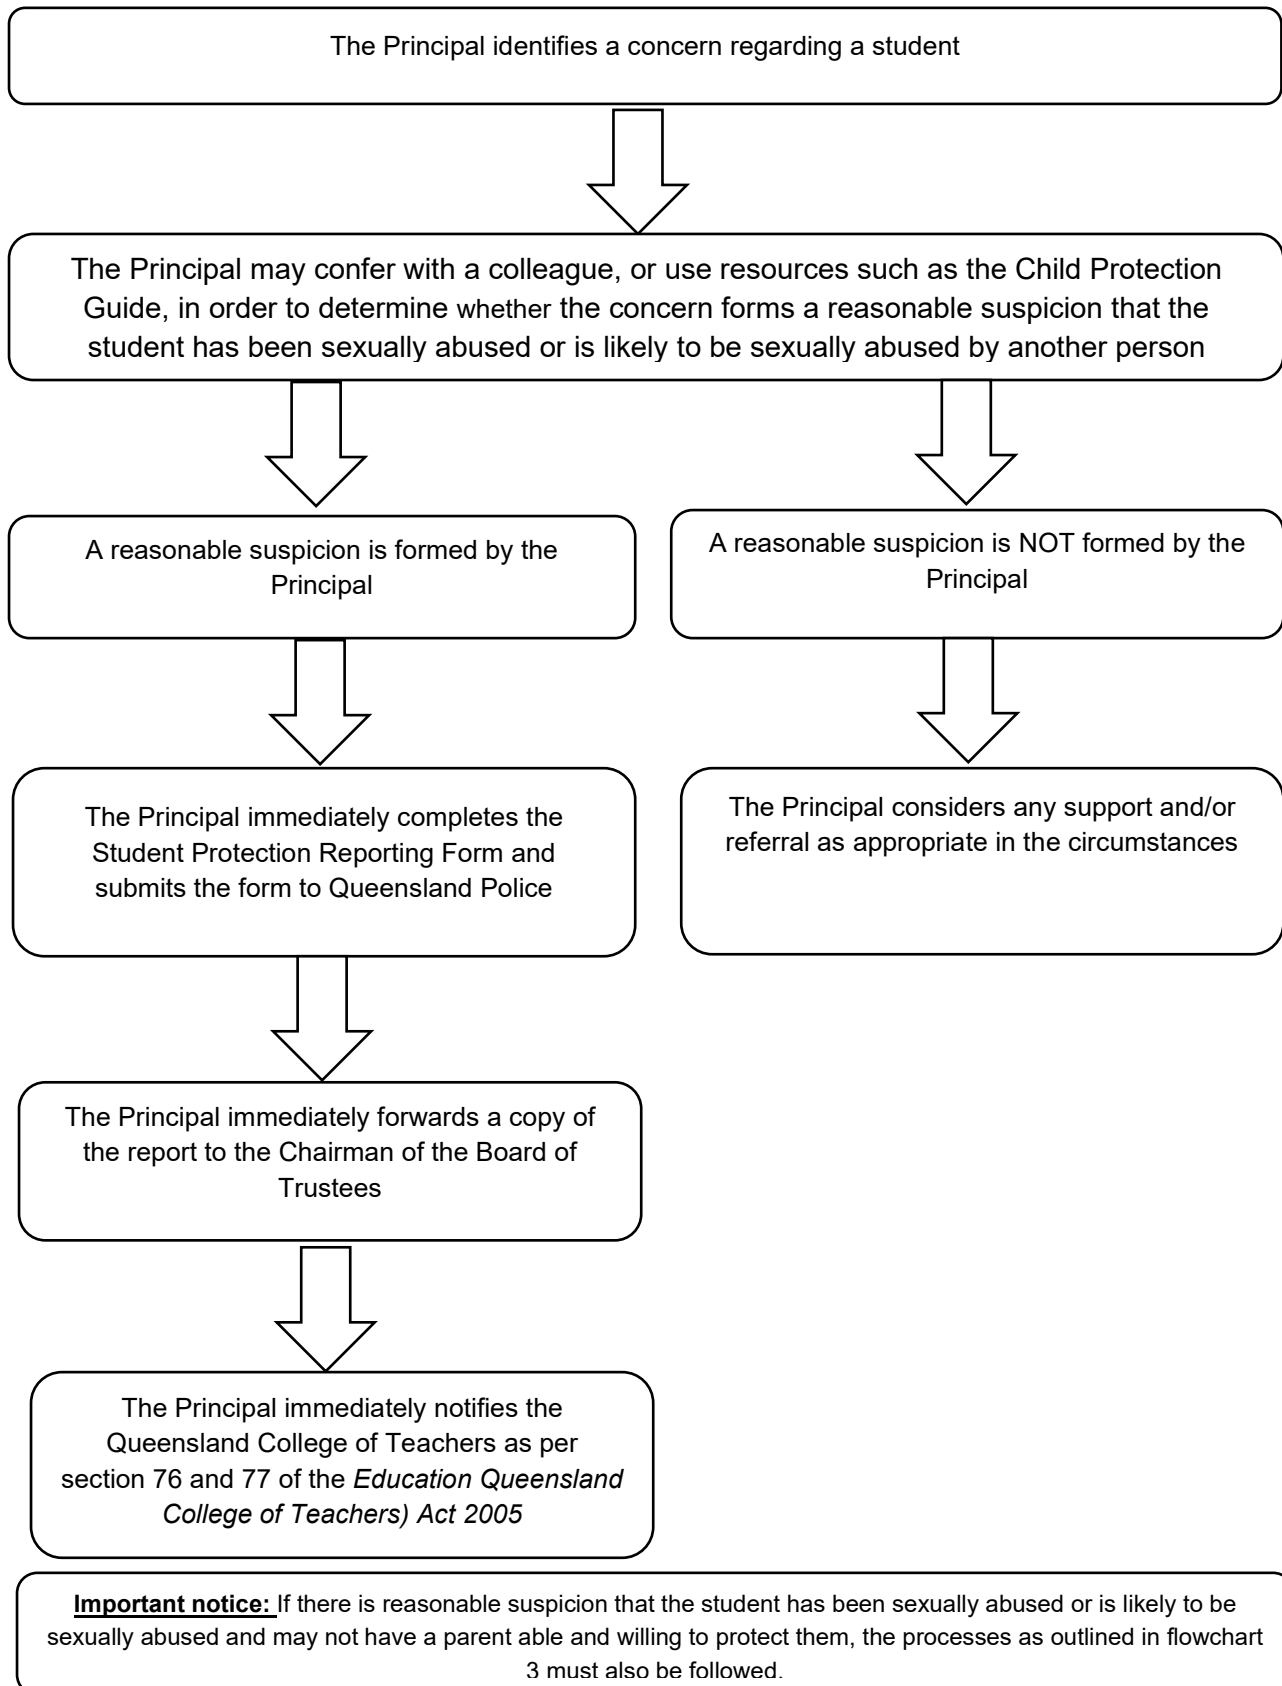 The Principal identifies a concern regarding a student
The Principal may confer with a colleague, or use resources such as the Child Protection
Guide, in order to determine whether the concern forms a reasonable suspicion that the
student has been sexually abused or is likely to be sexually abused by another person
A reasonable suspicion is formed by the
Principal
A reasonable suspicion is NOT formed by the
Principal
The Principal immediately completes the
Student Protection Reporting Form and
submits the form to Queensland Police
The Principal considers any support and/or
referral as appropriate in the circumstances
The Principal immediately forwards a copy of
the report to the Chairman of the Board of
Trustees
The Principal immediately notifies the
Queensland College of Teachers as per
section 76 and 77 of the Education Queensland
College of Teachers) Act 2005
Important notice: If there is reasonable suspicion that the student has been sexually abused or is likely to be
sexually abused and may not have a parent able and willing to protect them, the processes as outlined in flowchart
3 must also be followed.